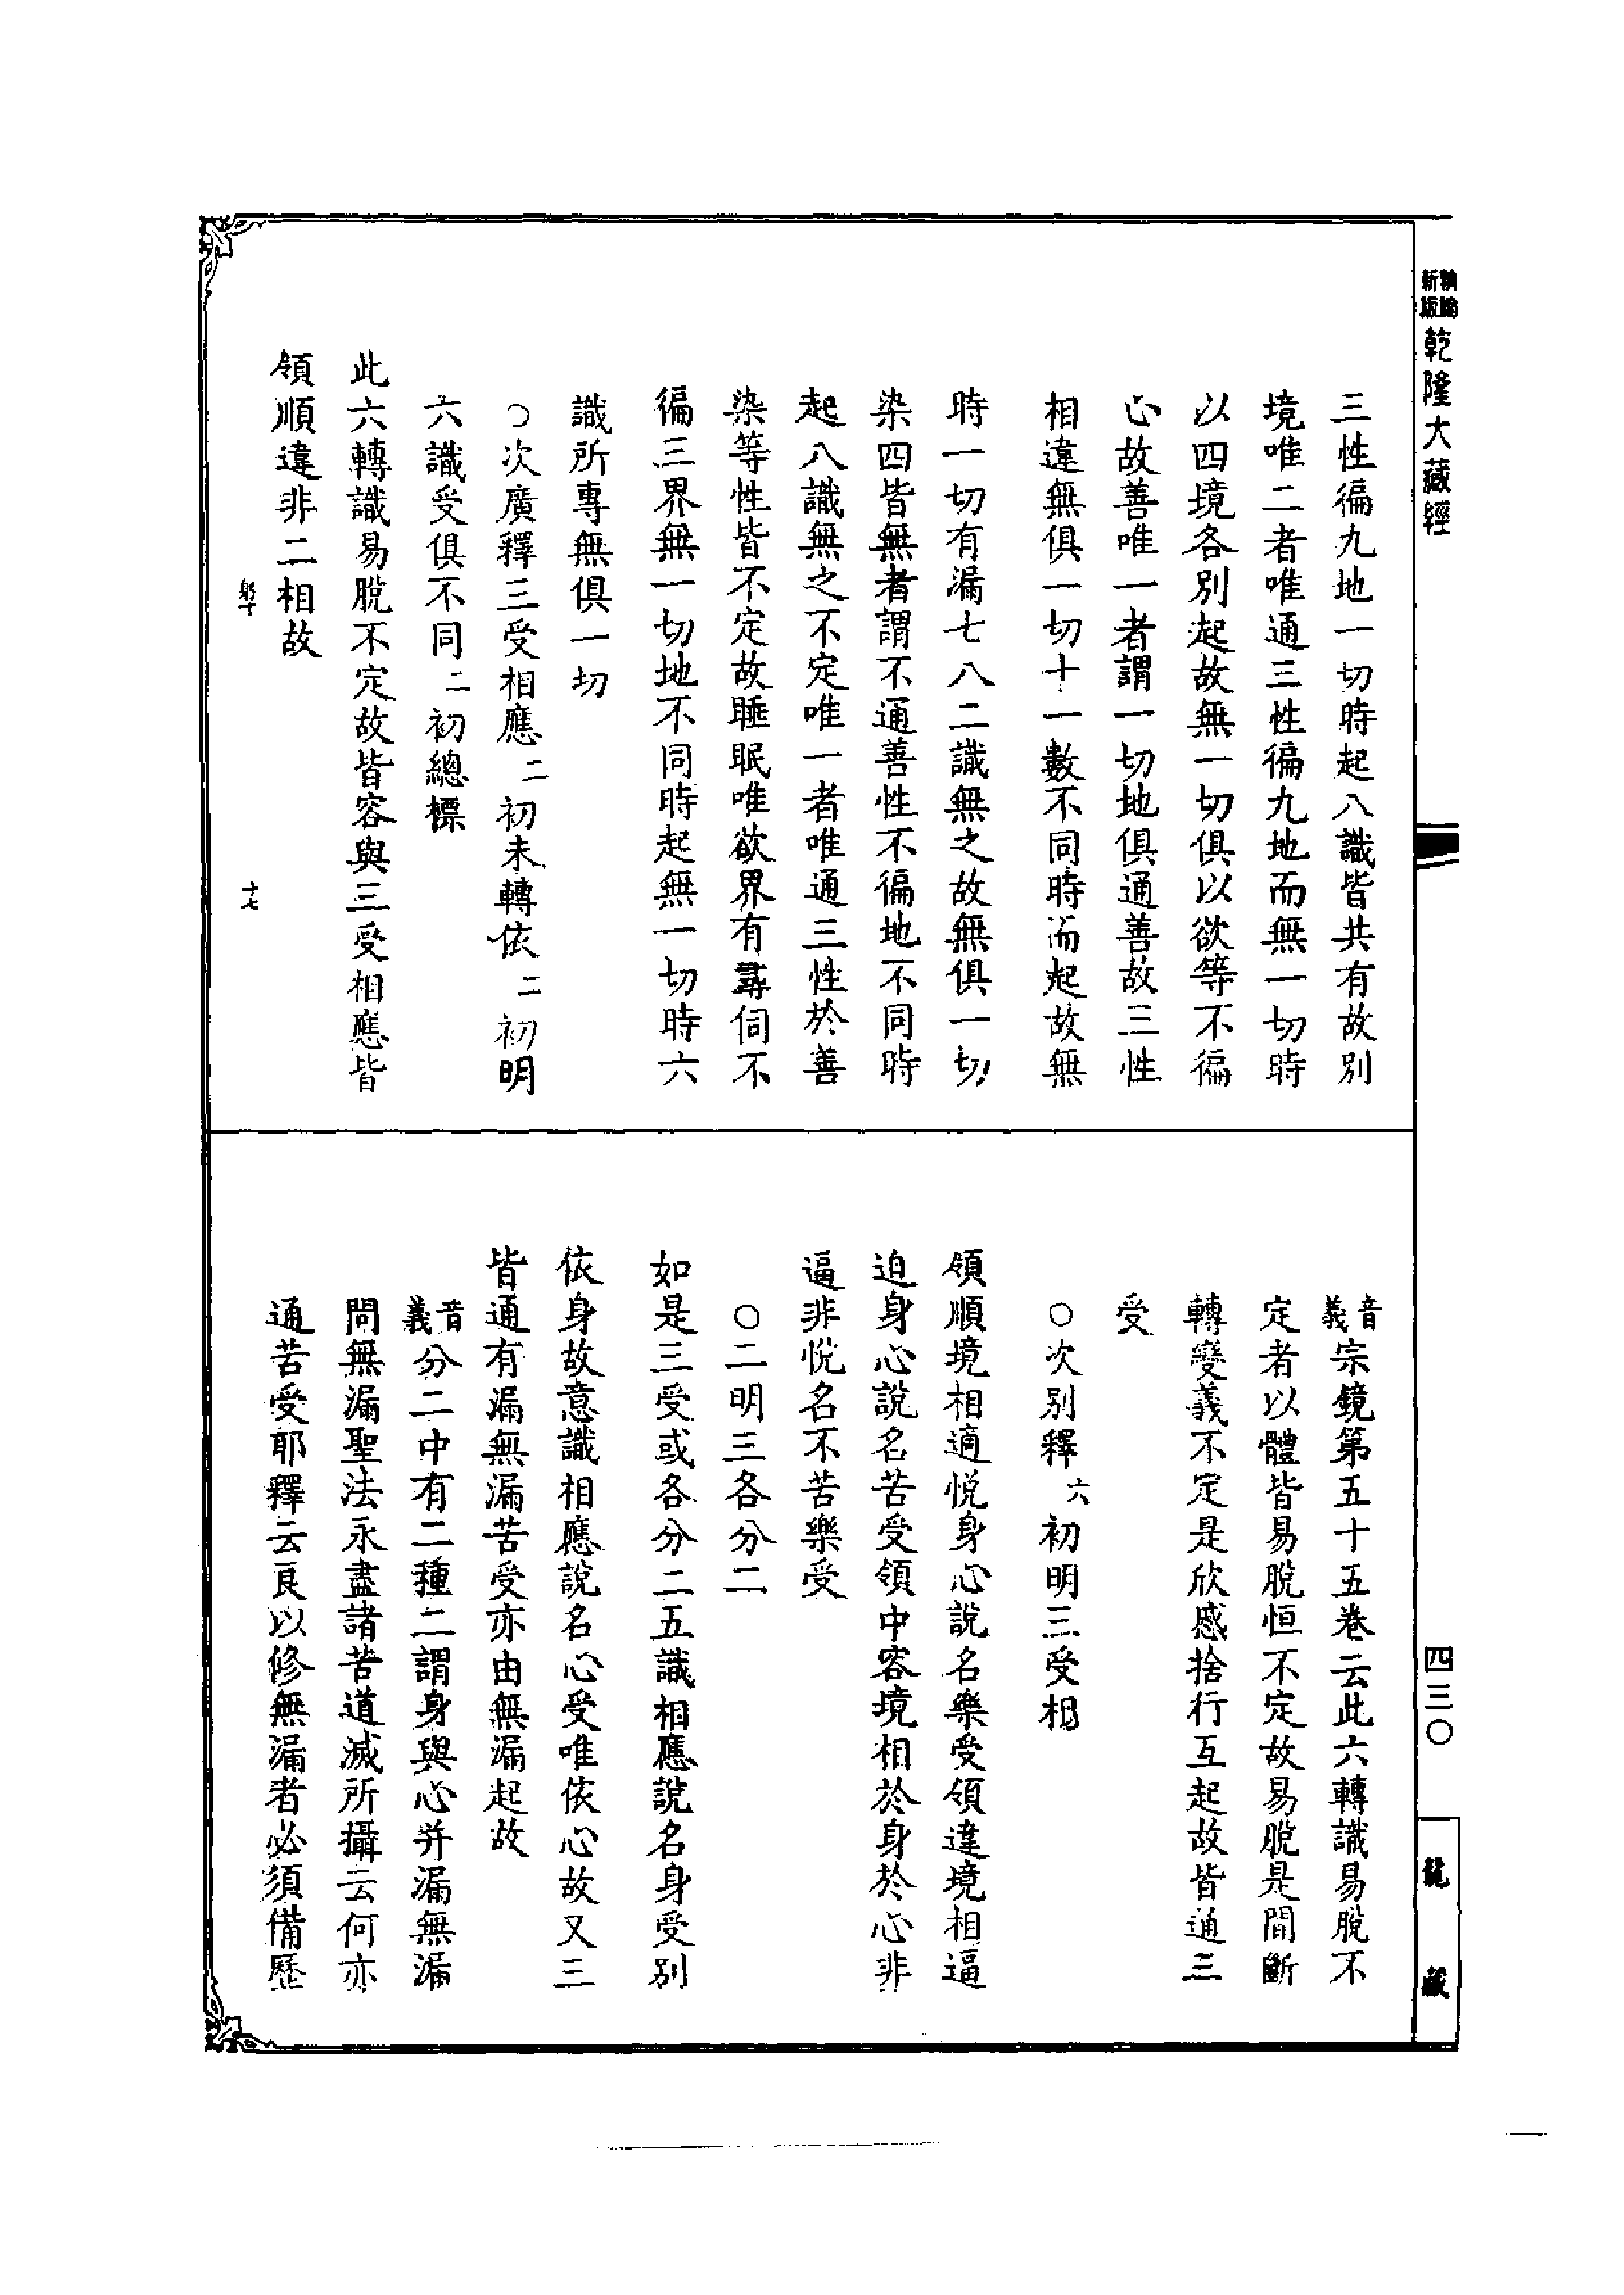 乾隆大藏經
三性徧九地一切時起八識皆共有故別
境唯二者唯通三性徧九地而無一切時
以四境各別起故無一切俱以欲等不徧
心故善唯一者謂一切地俱通善故三性
相違無俱一切十一數不同時而起故無
時一切有漏七八二識無之故無俱一切
染四皆無者謂不通善性不徧地不同時
起八識無之不定唯一者唯通三性於善
染等性皆不定故睡眠唯欲界有尋伺不
徧三界無一切地不同時起無一切時六
識所專無俱一切
○次廣釋三受相應二初未轉依二初明
六識受俱不同二初總標
此六轉識易脫不定故皆容與三受相應皆
領順違非二相故
十七
音義宗鏡第五十五卷云此六轉識易脫不
定者以體皆易脫恒不定故易脫是間斷
轉變義不定是欣慼捨行互起故皆通三
受
○次別釋六初明三受相
領順境相適悅身心說名樂受領違境相逼
迫身心說名苦受領中容境相於身於心非
逼非悅名不苦樂受
○二明三各分二
如是三受或各分二五識相應說名身受別
依身故意識相應說名心受唯依心故又三
皆通有漏無漏苦受亦由無漏起故
音義分二中有二種二謂身與心并漏無漏
問無漏聖法永盡諸苦道滅所攝云何亦
通苦受耶釋云良以修無漏者必須備歷
四三〇
龍藏